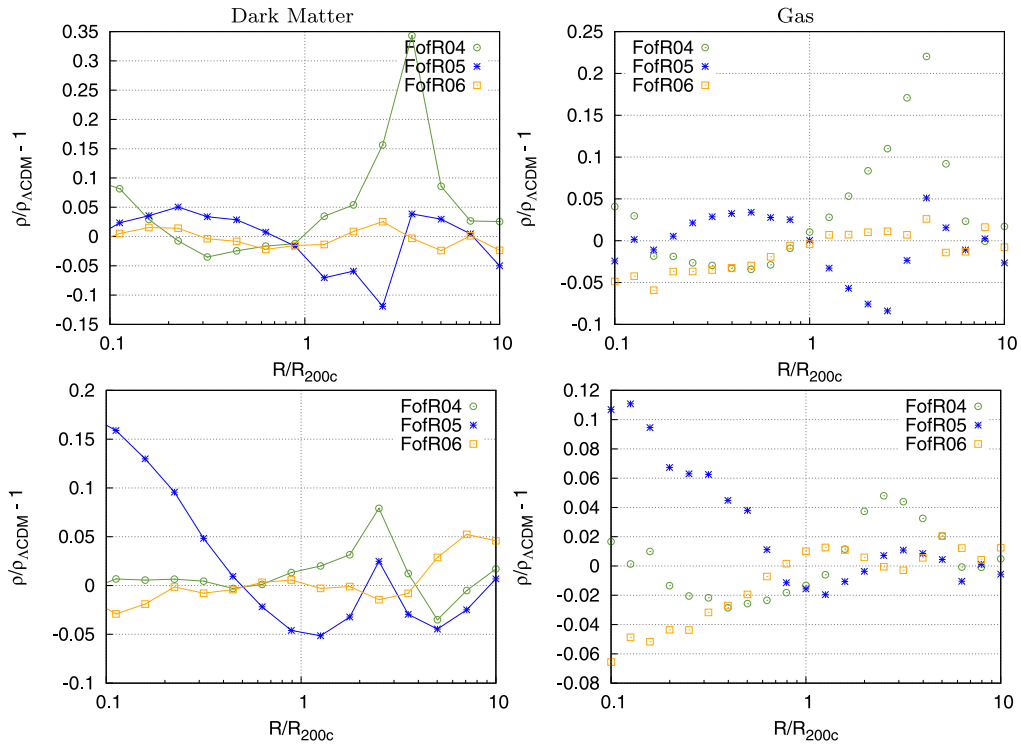 Dark Matter
Gas
0.35
0.3
0.25
0.2
0.15
0.1
0.05
0
-0.05
-0.1
-0.15
ρ/ρΛCDM - 1
FofR04
FofR05
FofR06
0.1 1 10
R/R200c
0.25
0.2
0.15
0.1
0.05
0
-0.05
-0.1
ρ/ρΛCDM - 1
FofR04
FofR05
FofR06
0.1 1 10
R/R200c
0.2
0.15
0.1
0.05
0
-0.05
-0.1
ρ/ρΛCDM - 1
FofR04
FofR05
FofR06
0.1 1 10
R/R200c
0.12
0.1
0.08
0.06
0.04
0.02
0
-0.02
-0.04
-0.06
-0.08
ρ/ρΛCDM - 1
FofR04
FofR05
FofR06
0.1 1 10
R/R200c